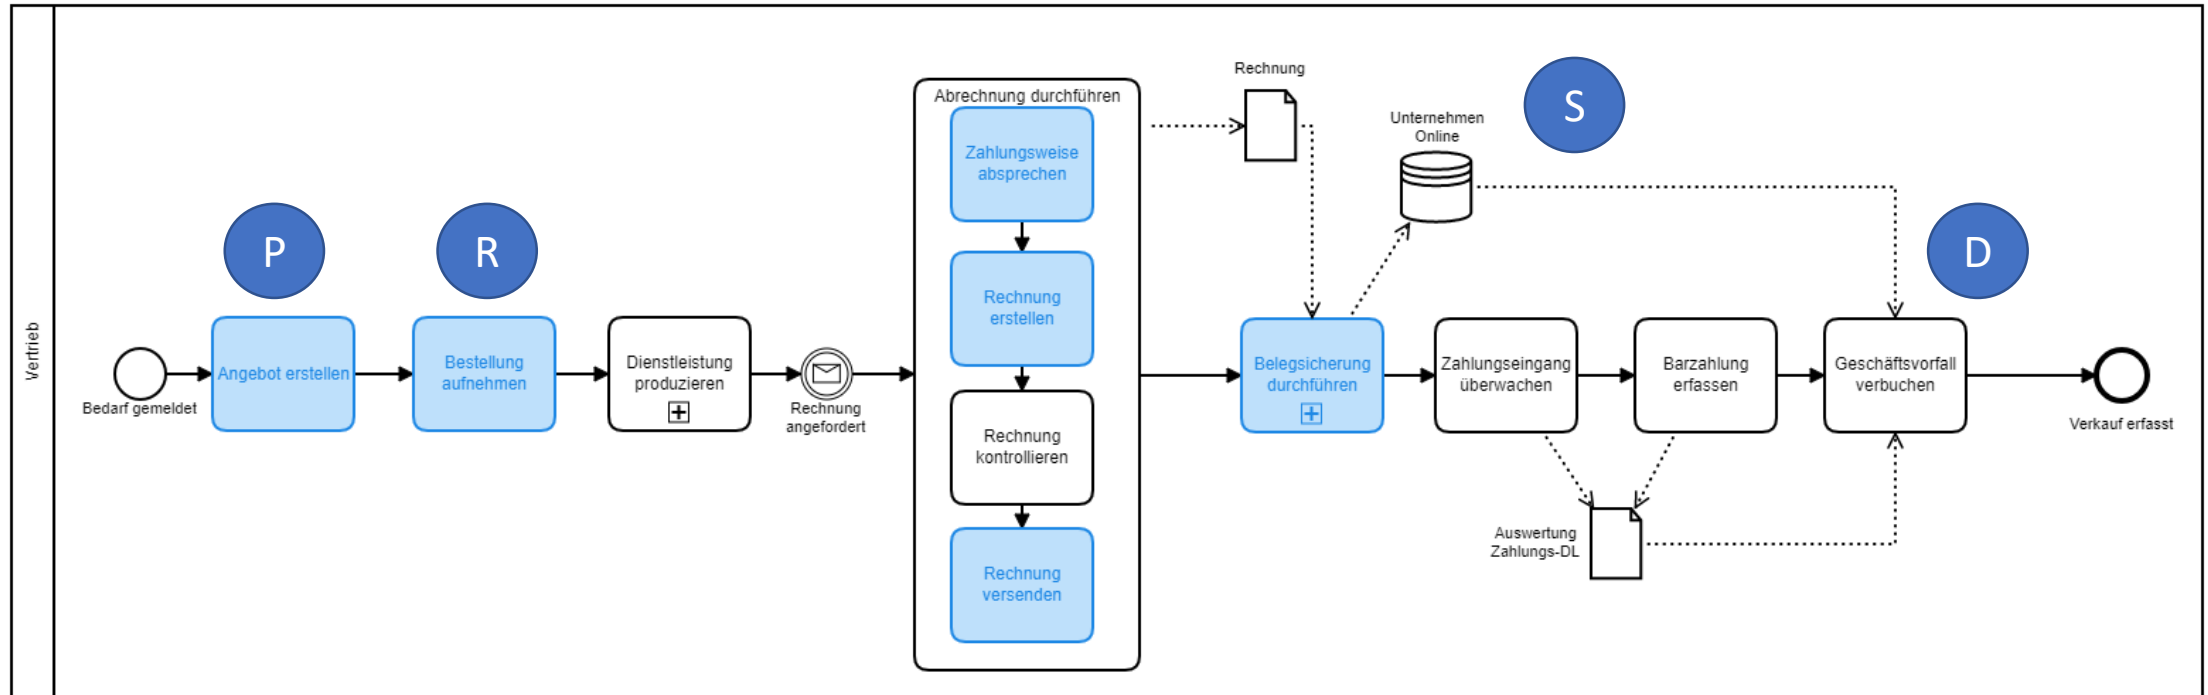 Vertrieb
Bedarf gemeldet
P
Angebot erstellen
R
Bestellung
aufnehmen
Dienstleistung
produzieren
Rechnung
angefordert
Abrechnung durchführen
Zahlungsweise
absprechen
Rechnung
erstellen
Rechnung
kontrollieren
Rechnung
versenden
Rechnung
Belegsicherung
durchführen
Unternehmen
Online
S
Zahlungseingang
überwachen
Barzahlung
erfassen
Auswertung
Zahlungs-DL
D
Geschäftsvorfall
verbuchen
Verkauf erfasst